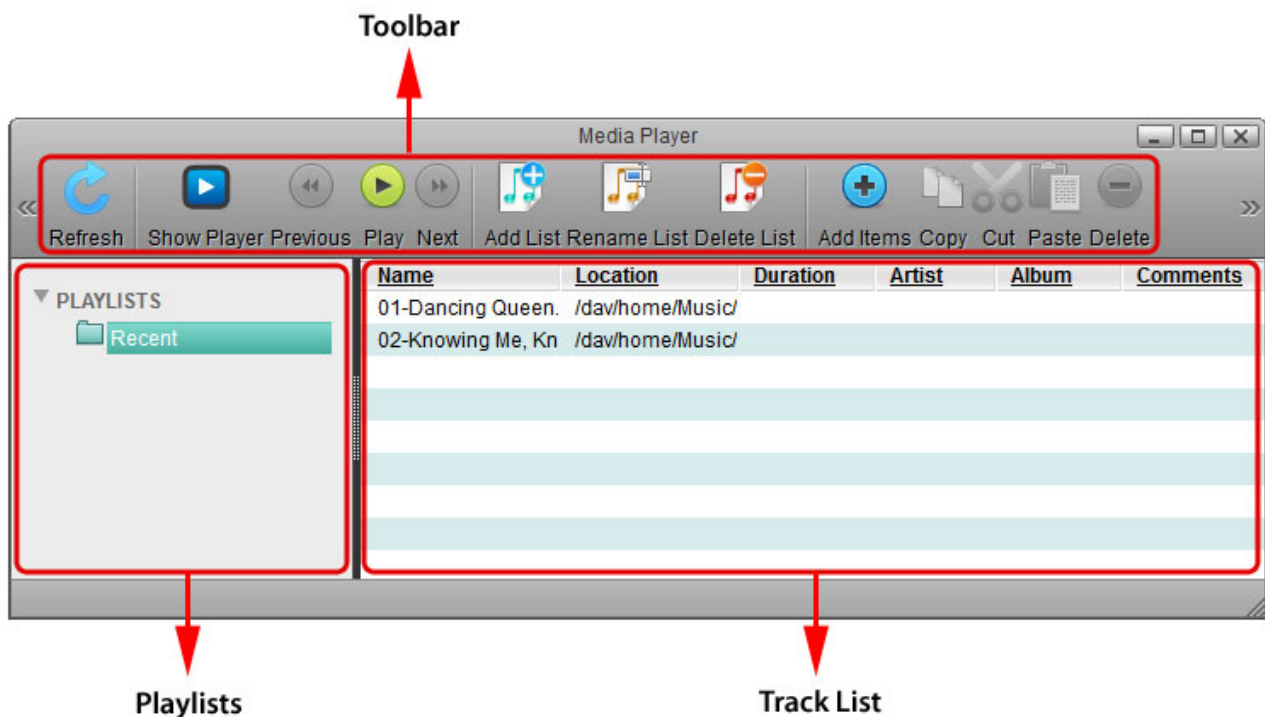 Toolbar
Media Player
Refresh Show Player Previous Play Next Add List Rename List Delete List Add Items Copy Cut Paste Delete
PLAYLISTS
Recent
Name Location Duration Artist Album Comments
01-Dancing Queen. /dav/home/Music/
02-Knowing Me, Kn /dav/home/Music/
Playlists
Track List